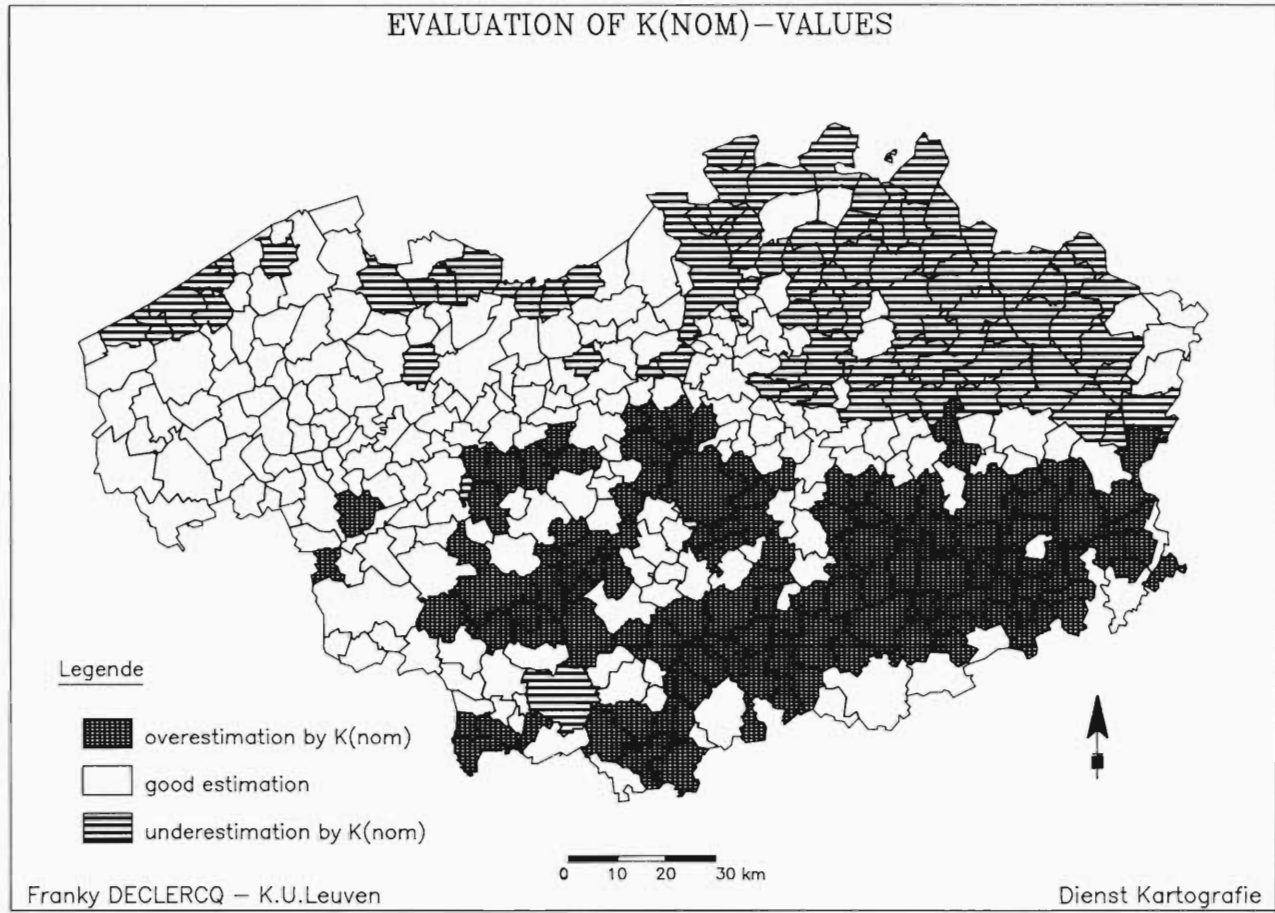 EVALUATION OF K(NOM)-VALUES
Legende
overestimation by K(nom)
good estimation
underestimation by K(nom)
0 10 20 30 km
Franky DECLERCQ – K.U.Leuven
Dienst Kartografie